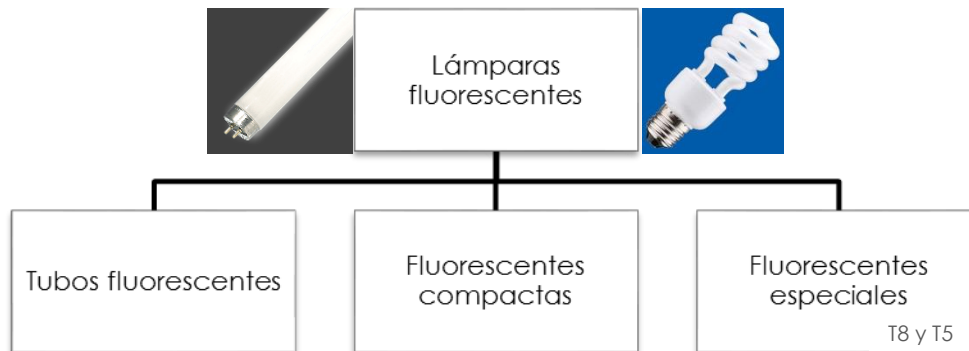 Lámparas
fluorescentes
Tubos fluorescentes
Fluorescentes
compactas
Fluorescentes
especiales
T8 y T5